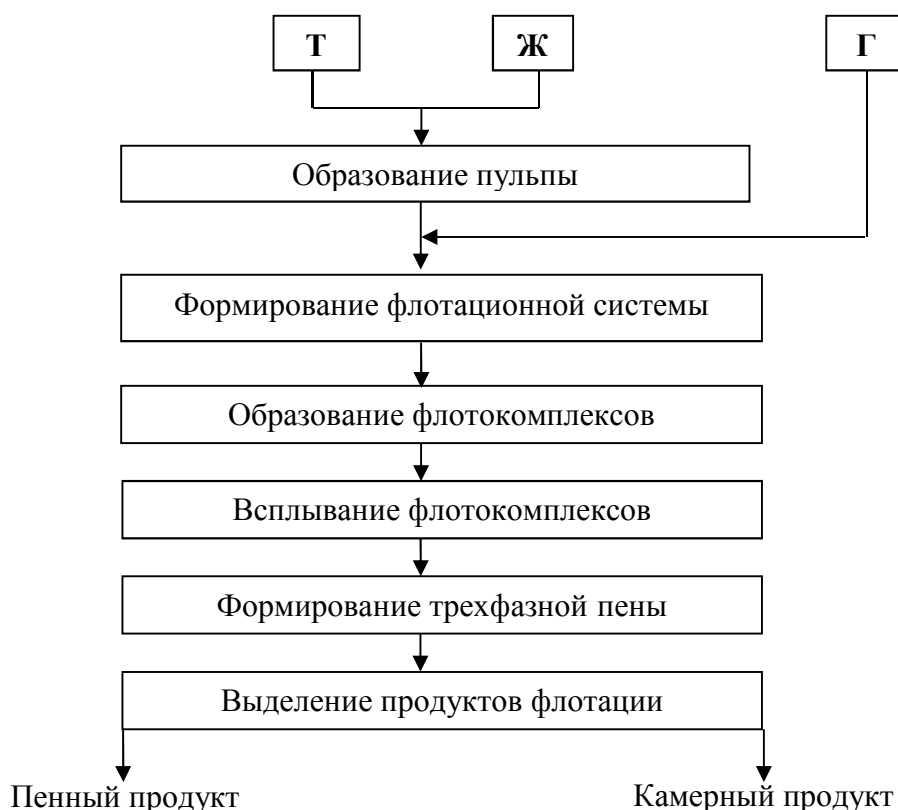 Т Ж Г
Образование пульпы
Формирование флотационной системы
Образование флотокомплексов
Всплывание флотокомплексов
Формирование трехфазной пены
Выделение продуктов флотации
Пенный продукт Камерный продукт